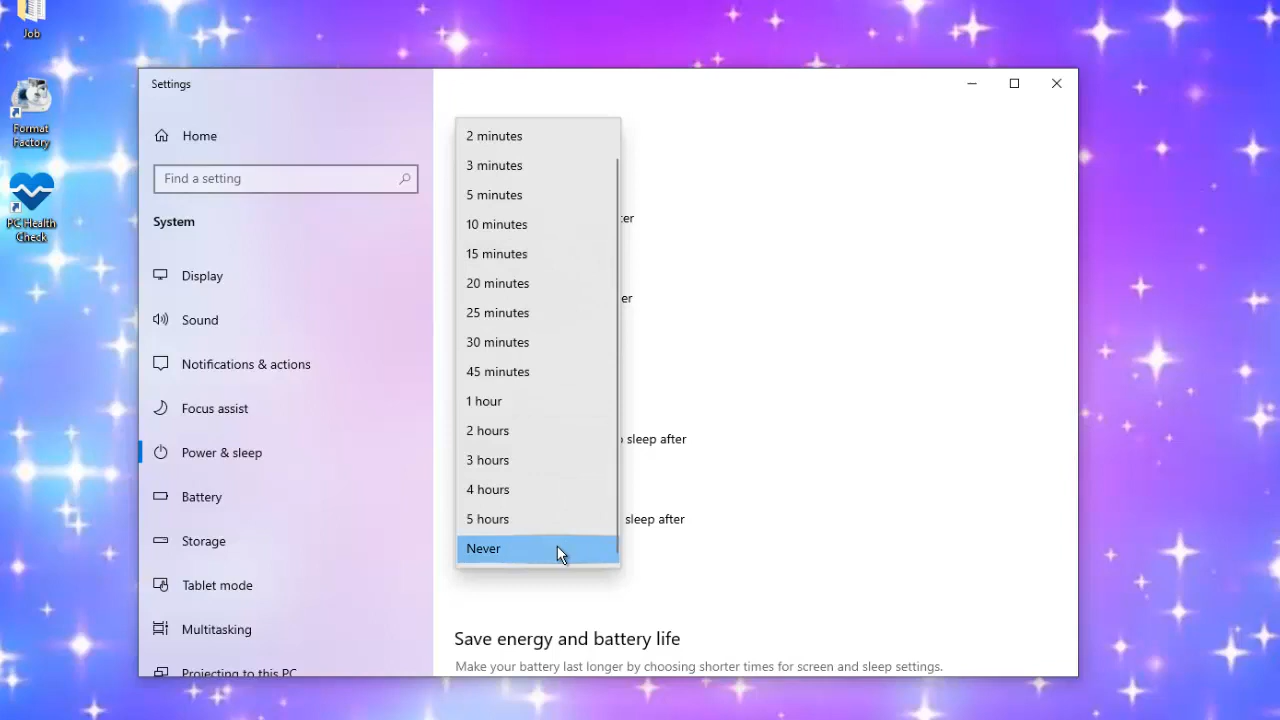 Job
Format
Factory
PC Health
Check
Settings
Home
Find a setting
System
Display
Sound
Notifications & actions
Focus assist
Power & sleep
Battery
Storage
Tablet mode
Multitasking
Projecting to this PC
2 minutes
3 minutes
5 minutes
10 minutes
15 minutes
20 minutes
25 minutes
30 minutes
45 minutes
1 hour
2 hours
3 hours
4 hours
5 hours
Never
sleep after
sleep after
Save energy and battery life
Make your battery last longer by choosing shorter times for screen and sleep settings.